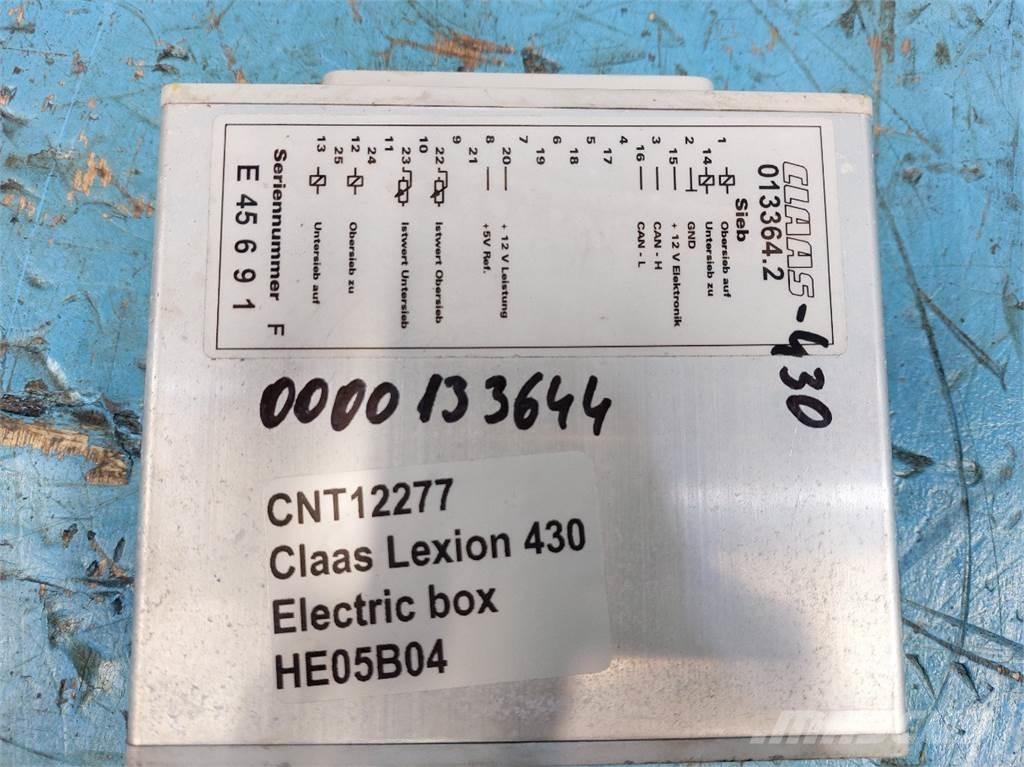 CLAAS - 430
013364.2
Sieb
1 Obersieb auf
14 Untersieb zu
2 GND
15 + 12 V Elektronik
3 CAN - H
16 CAN - L
4
17
5
18
6
19
7
20 + 12 V Leistung
8 +5V Ref.
21
9
22 Istwert Obersieb
10
23 Istwert Untersieb
11
24
12 Obersieb zu
25
13 Untersieb auf
Seriennummer F
E 45 6 9 1
0000 133644
CNT12277
Claas Lexion 430
Electric box
HE05B04